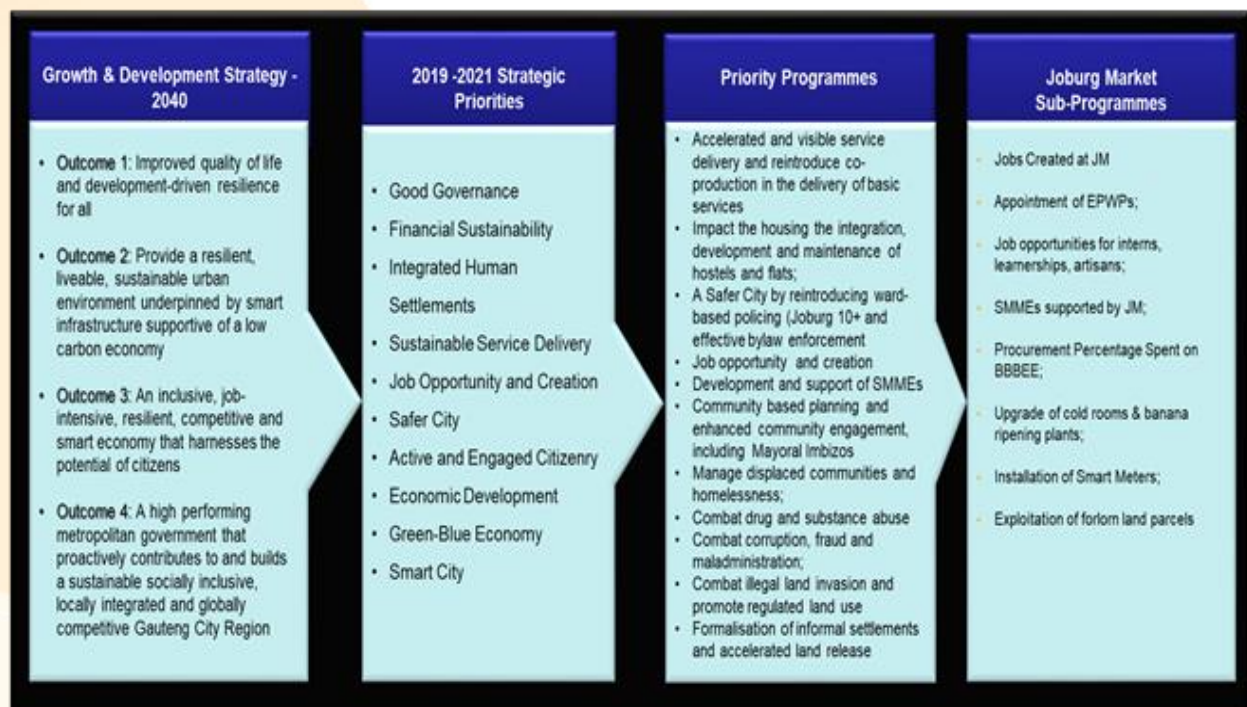 Growth & Development Strategy -
2040
• Outcome 1: Improved quality of life
and development-driven resilience
for all
• Outcome 2: Provide a resilient,
liveable, sustainable urban
environment underpinned by smart
infrastructure supportive of a low
carbon economy
• Outcome 3: An inclusive, job-
intensive, resilient, competitive and
smart economy that harnesses the
potential of citizens
• Outcome 4: A high performing
metropolitan government that
proactively contributes to and builds
a sustainable socially inclusive,
locally integrated and globally
competitive Gauteng City Region
2019 -2021 Strategic
Priorities
• Good Governance
• Financial Sustainability
• Integrated Human
Settlements
• Sustainable Service Delivery
• Job Opportunity and Creation
• Safer City
• Active and Engaged Citizenry
• Economic Development
• Green-Blue Economy
• Smart City
Priority Programmes
• Accelerated and visible service
delivery and reintroduce co-
production in the delivery of basic
services
• Impact the housing the integration,
development and maintenance of
hostels and flats;
• A Safer City by reintroducing ward-
based policing (Joburg 10+ and
effective bylaw enforcement
• Job opportunity and creation
• Development and support of SMMEs
• Community based planning and
enhanced community engagement,
including Mayoral Imbizos
• Manage displaced communities and
homelessness;
• Combat drug and substance abuse
• Combat corruption, fraud and
maladministration;
• Combat illegal land invasion and
promote regulated land use
• Formalisation of informal settlements
and accelerated land release
Joburg Market
Sub-Programmes
- Jobs Created at JM
- Appointment of EPWPs;
- Job opportunities for interns,
learnerships, artisans;
- SMMEs supported by JM;
- Procurement Percentage Spent on
BBBEE;
- Upgrade of cold rooms & banana
ripening plants;
- Installation of Smart Meters;
- Exploitation of forlorn land parcels